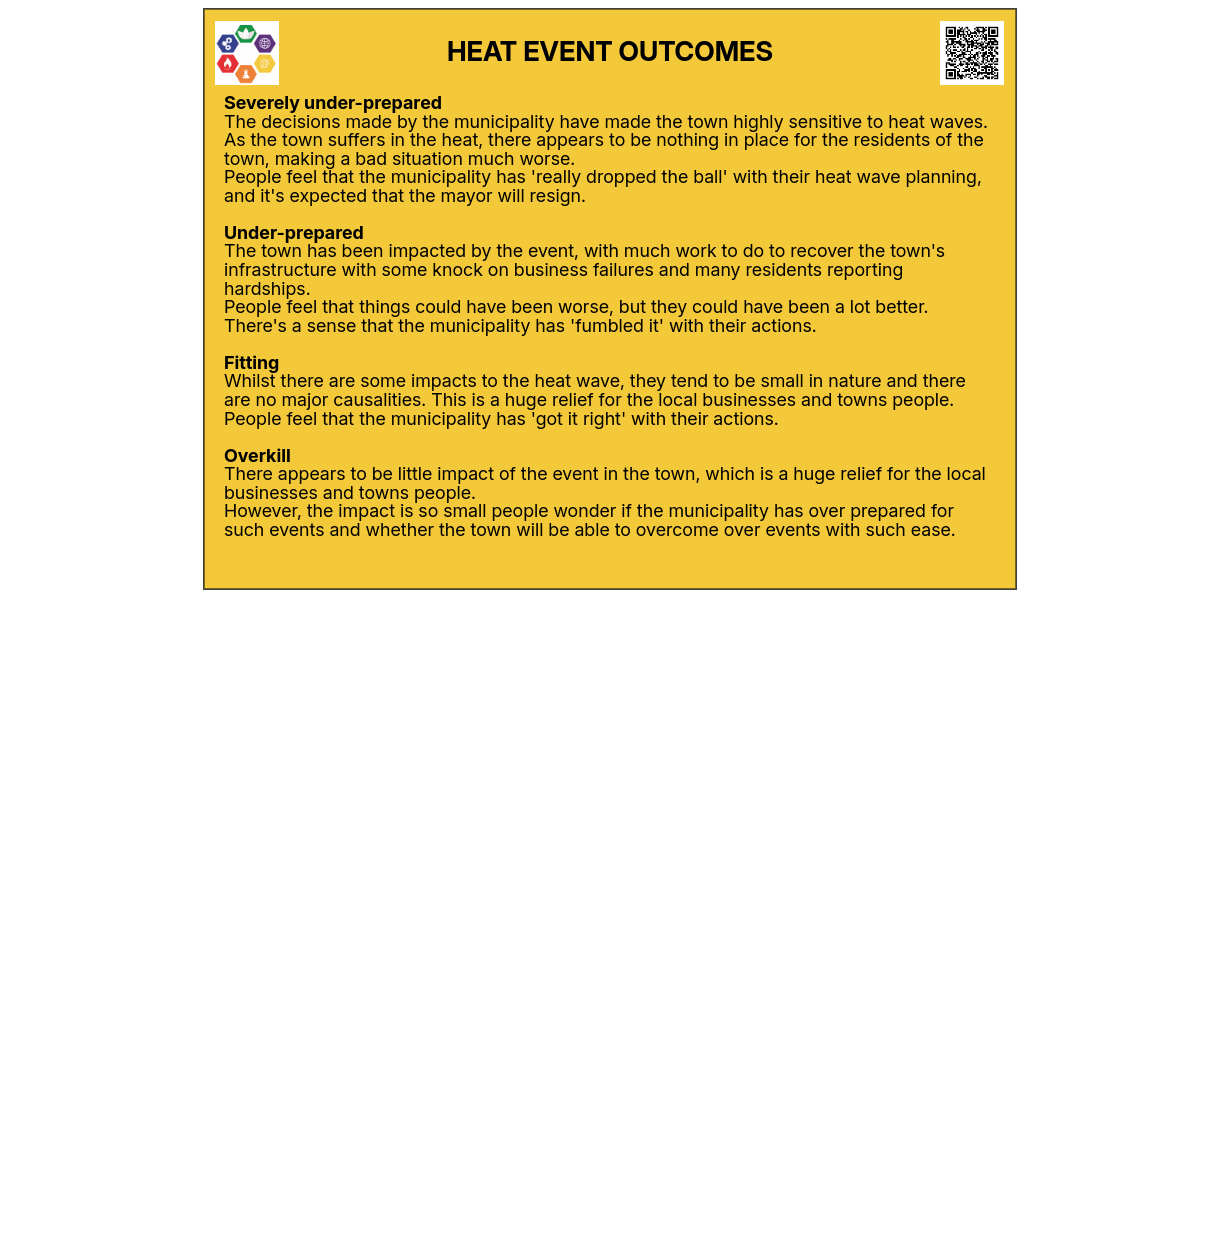 HEAT EVENT OUTCOMES
Severely under-prepared
The decisions made by the municipality have made the town highly sensitive to heat waves.
As the town suffers in the heat, there appears to be nothing in place for the residents of the
town, making a bad situation much worse.
People feel that the municipality has 'really dropped the ball' with their heat wave planning,
and it's expected that the mayor will resign.
Under-prepared
The town has been impacted by the event, with much work to do to recover the town's
infrastructure with some knock on business failures and many residents reporting
hardships.
People feel that things could have been worse, but they could have been a lot better.
There's a sense that the municipality has 'fumbled it' with their actions.
Fitting
Whilst there are some impacts to the heat wave, they tend to be small in nature and there
are no major causalities. This is a huge relief for the local businesses and towns people.
People feel that the municipality has 'got it right' with their actions.
Overkill
There appears to be little impact of the event in the town, which is a huge relief for the local
businesses and towns people.
However, the impact is so small people wonder if the municipality has over prepared for
such events and whether the town will be able to overcome over events with such ease.